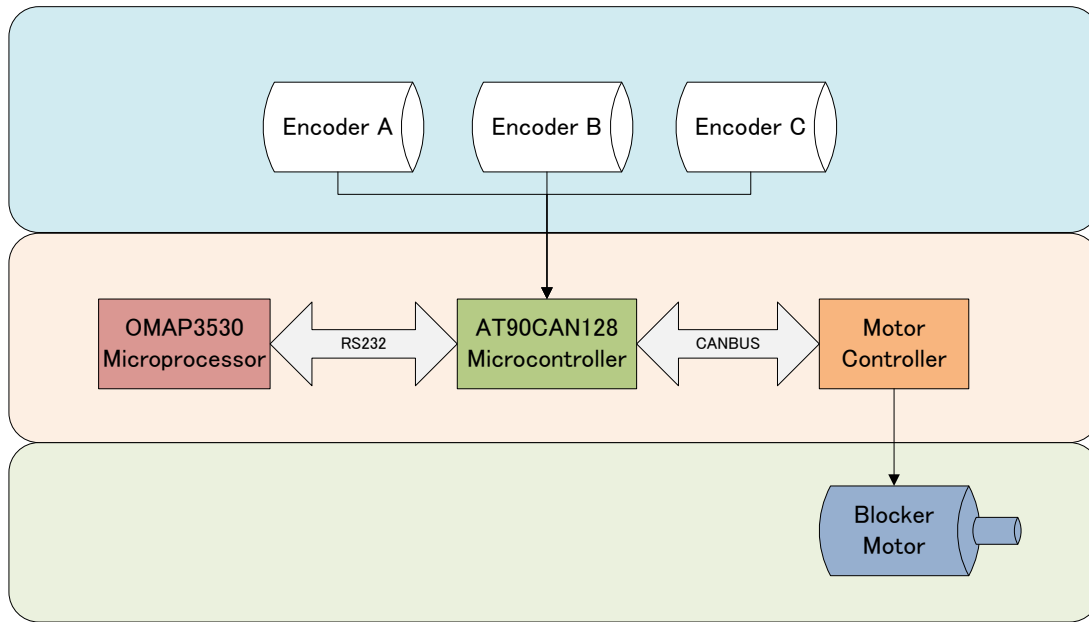 Encoder A
Encoder B
Encoder C
OMAP3530
Microprocessor
RS232
AT90CAN128
Microcontroller
CANBUS
Motor
Controller
Blocker
Motor